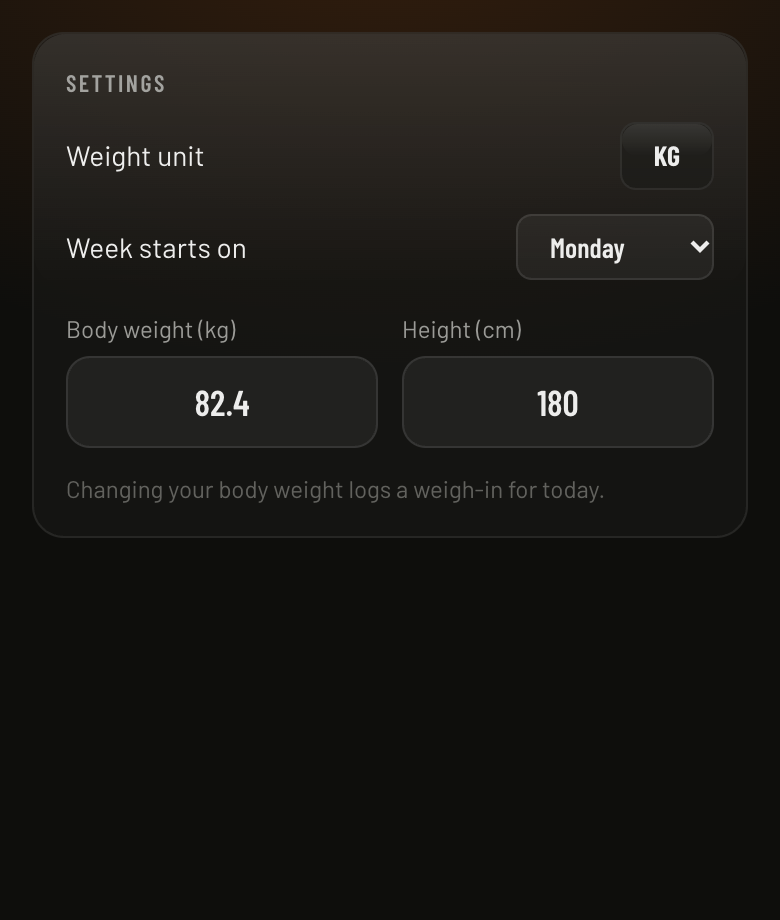 SETTINGS
Weight unit
KG
Week starts on
Monday
Body weight (kg)
Height (cm)
82.4
180
Changing your body weight logs a weigh-in for today.